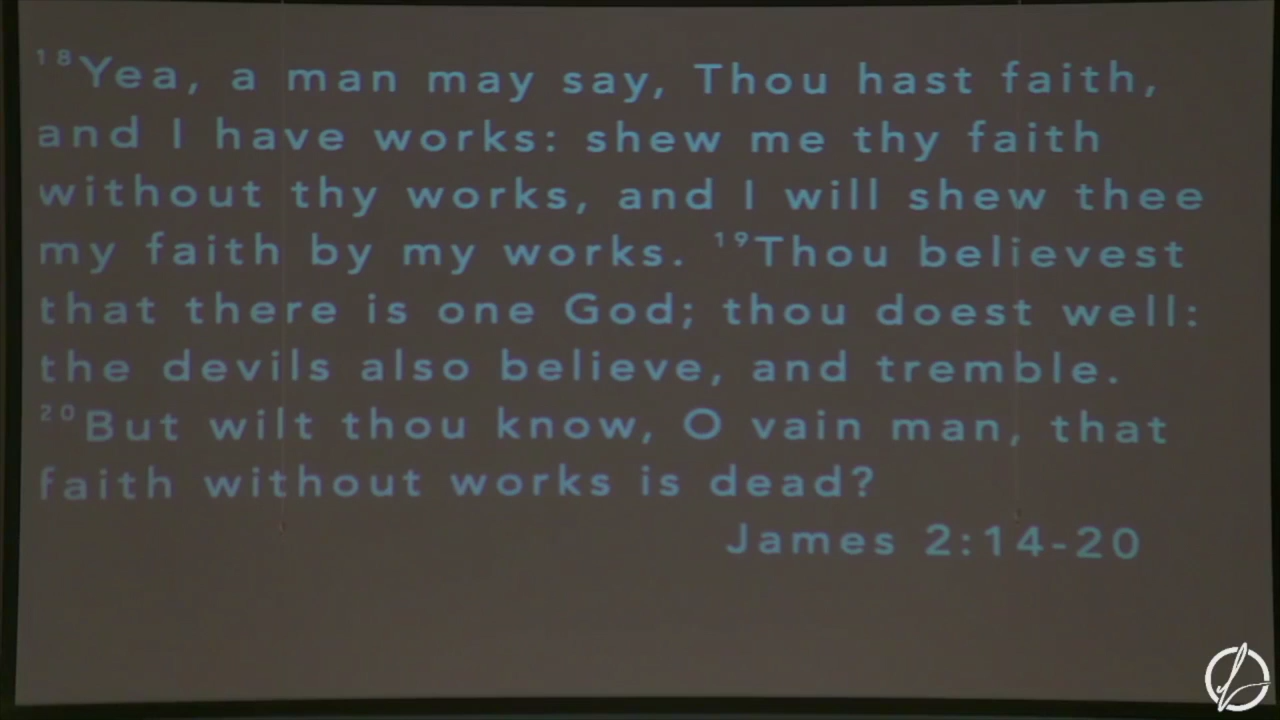 18Yea, a man may say, Thou hast faith,
and I have works: shew me thy faith
without thy works, and I will shew thee
my faith by my works. 19Thou believest
that there is one God; thou doest well:
the devils also believe, and tremble.
20But wilt thou know, O vain man, that
faith without works is dead?
James 2:14-20